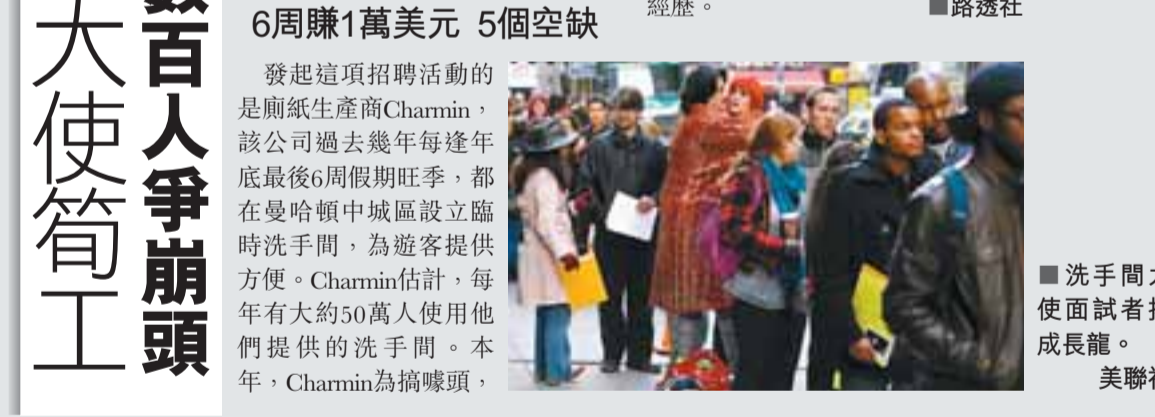 大使筍工
百人爭崩頭
經歷。
■路透社
6周賺1萬美元 5個空缺
發起這項招聘活動的
是廁紙生產商Charmin，
該公司過去幾年每逢年
底最後6周假期旺季，都
在曼哈頓中城區設立臨
時洗手間，為遊客提供
方便。Charmin估計，每
年有大約50萬人使用他
們提供的洗手間。本
年，Charmin為搞噱頭，
■洗手間
使面試者
成長龍。
美聯